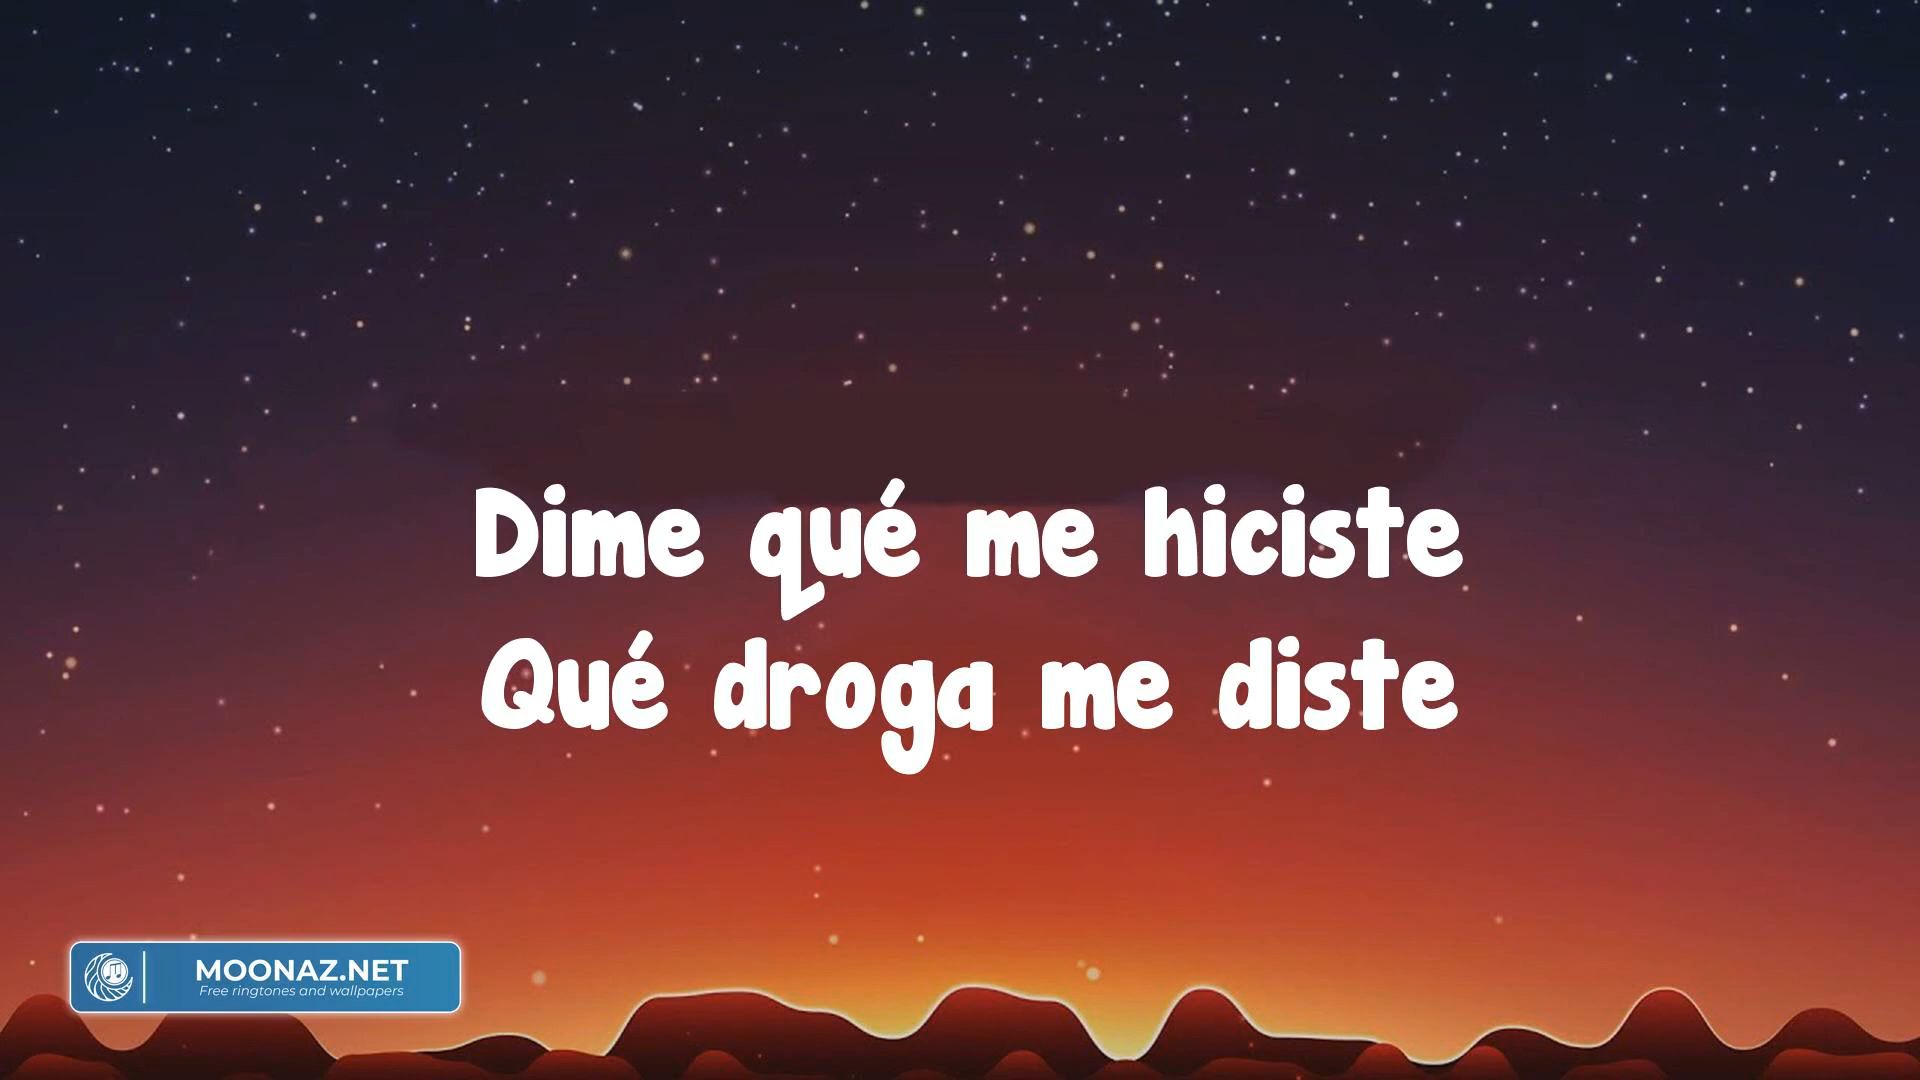 Dime qué me hiciste
Qué droga me diste
MOONAZ.NET
Free ringtones and wallpapers